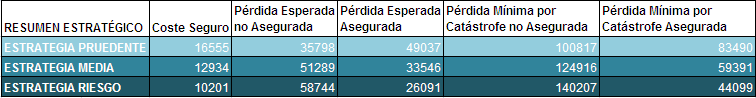 RESUMEN ESTRATÉGICO Coste Seguro Pérdida Esperada no Asegurada Pérdida Esperada Asegurada Pérdida Mínima por Catástrofe no Asegurada Pérdida Mínima por Catástrafe Asegurada
ESTRATEGIA PRUEDENTE 16555 35798 49037 100817 83490
ESTRATEGIA MEDIA 12934 51289 33546 124916 59391
ESTRATEGIA RIESGO 10201 58744 26091 140207 44099